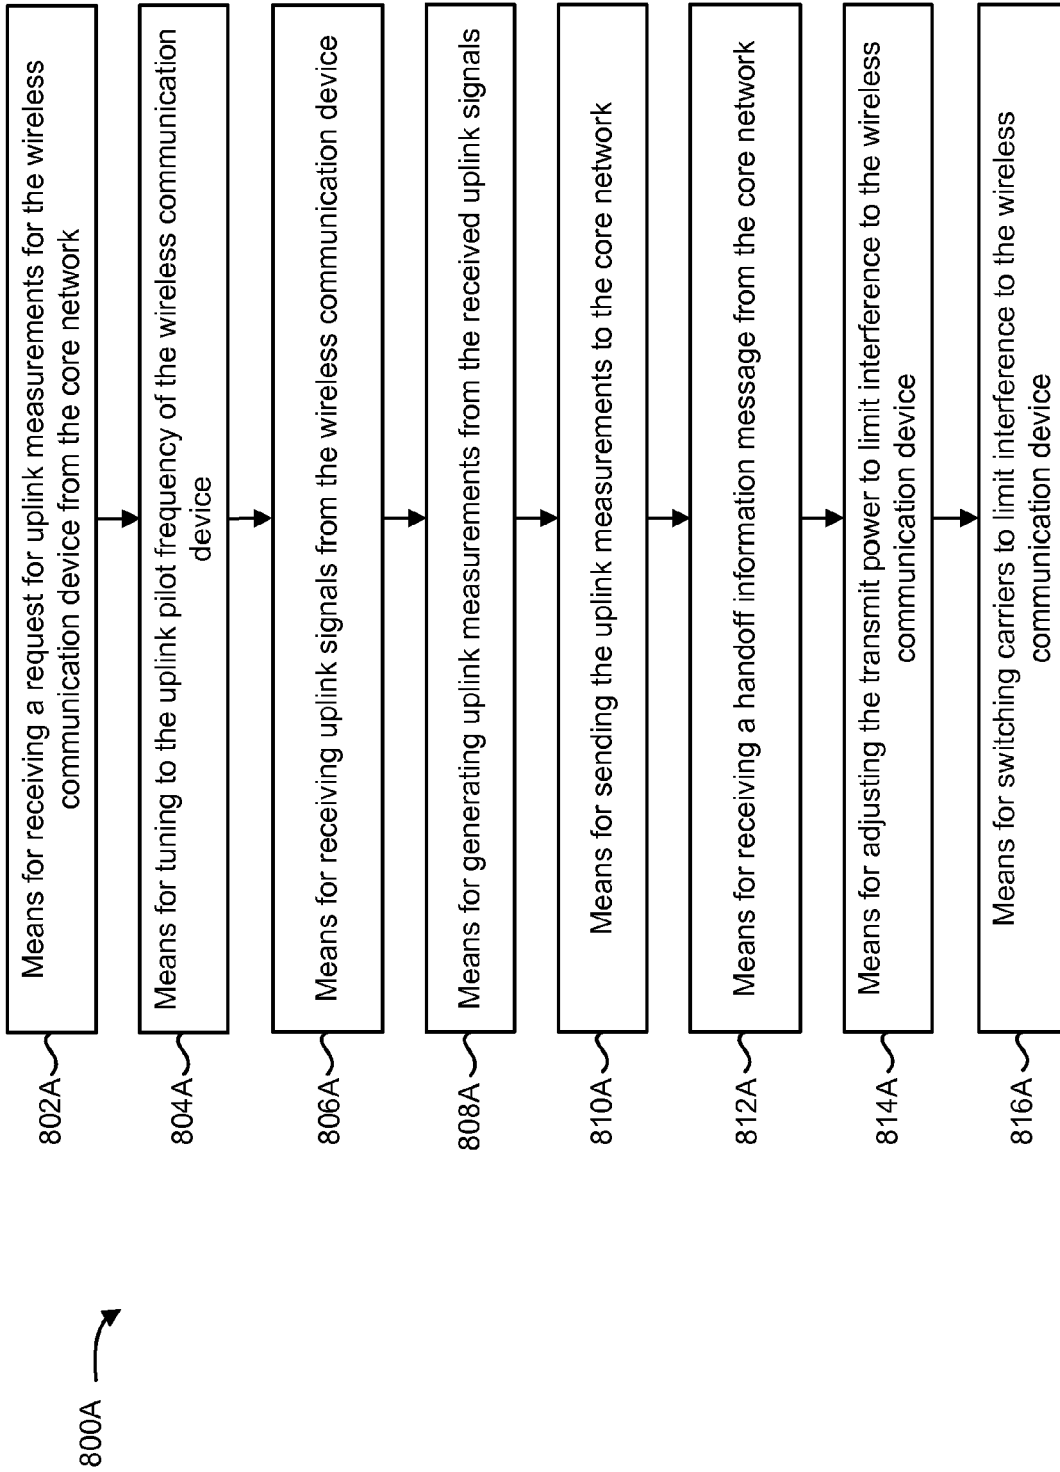 800A
802A
Means for receiving a request for uplink measurements for the wireless
communication device from the core network
804A
Means for tuning to the uplink pilot frequency of the wireless communication
device
806A
Means for receiving uplink signals from the wireless communication device
808A
Means for generating uplink measurements from the received uplink signals
810A
Means for sending the uplink measurements to the core network
812A
Means for receiving a handoff information message from the core network
814A
Means for adjusting the transmit power to limit interference to the wireless
communication device
816A
Means for switching carriers to limit interference to the wireless
communication device